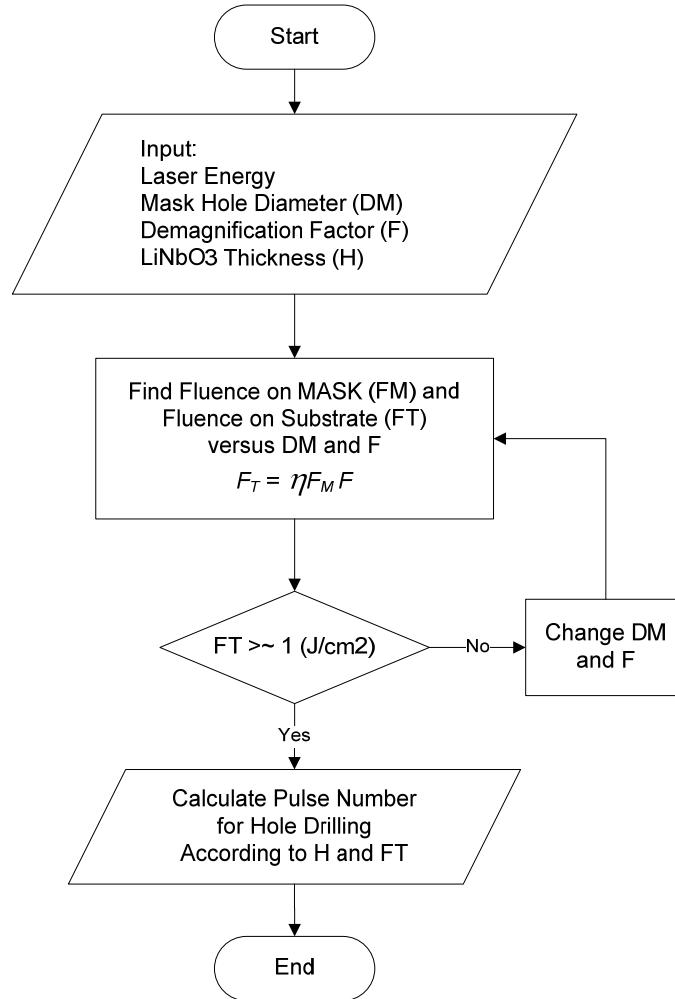 Start
Input:
Laser Energy
Mask Hole Diameter (DM)
Demagnification Factor (F)
LiNbO3 Thickness (H)
Find Fluence on MASK (FM) and
Fluence on Substrate (FT)
versus DM and F
F_T = ηF_M F
FT >~ 1 (J/cm2)
No
Change DM
and F
Yes
Calculate Pulse Number
for Hole Drilling
According to H and FT
End